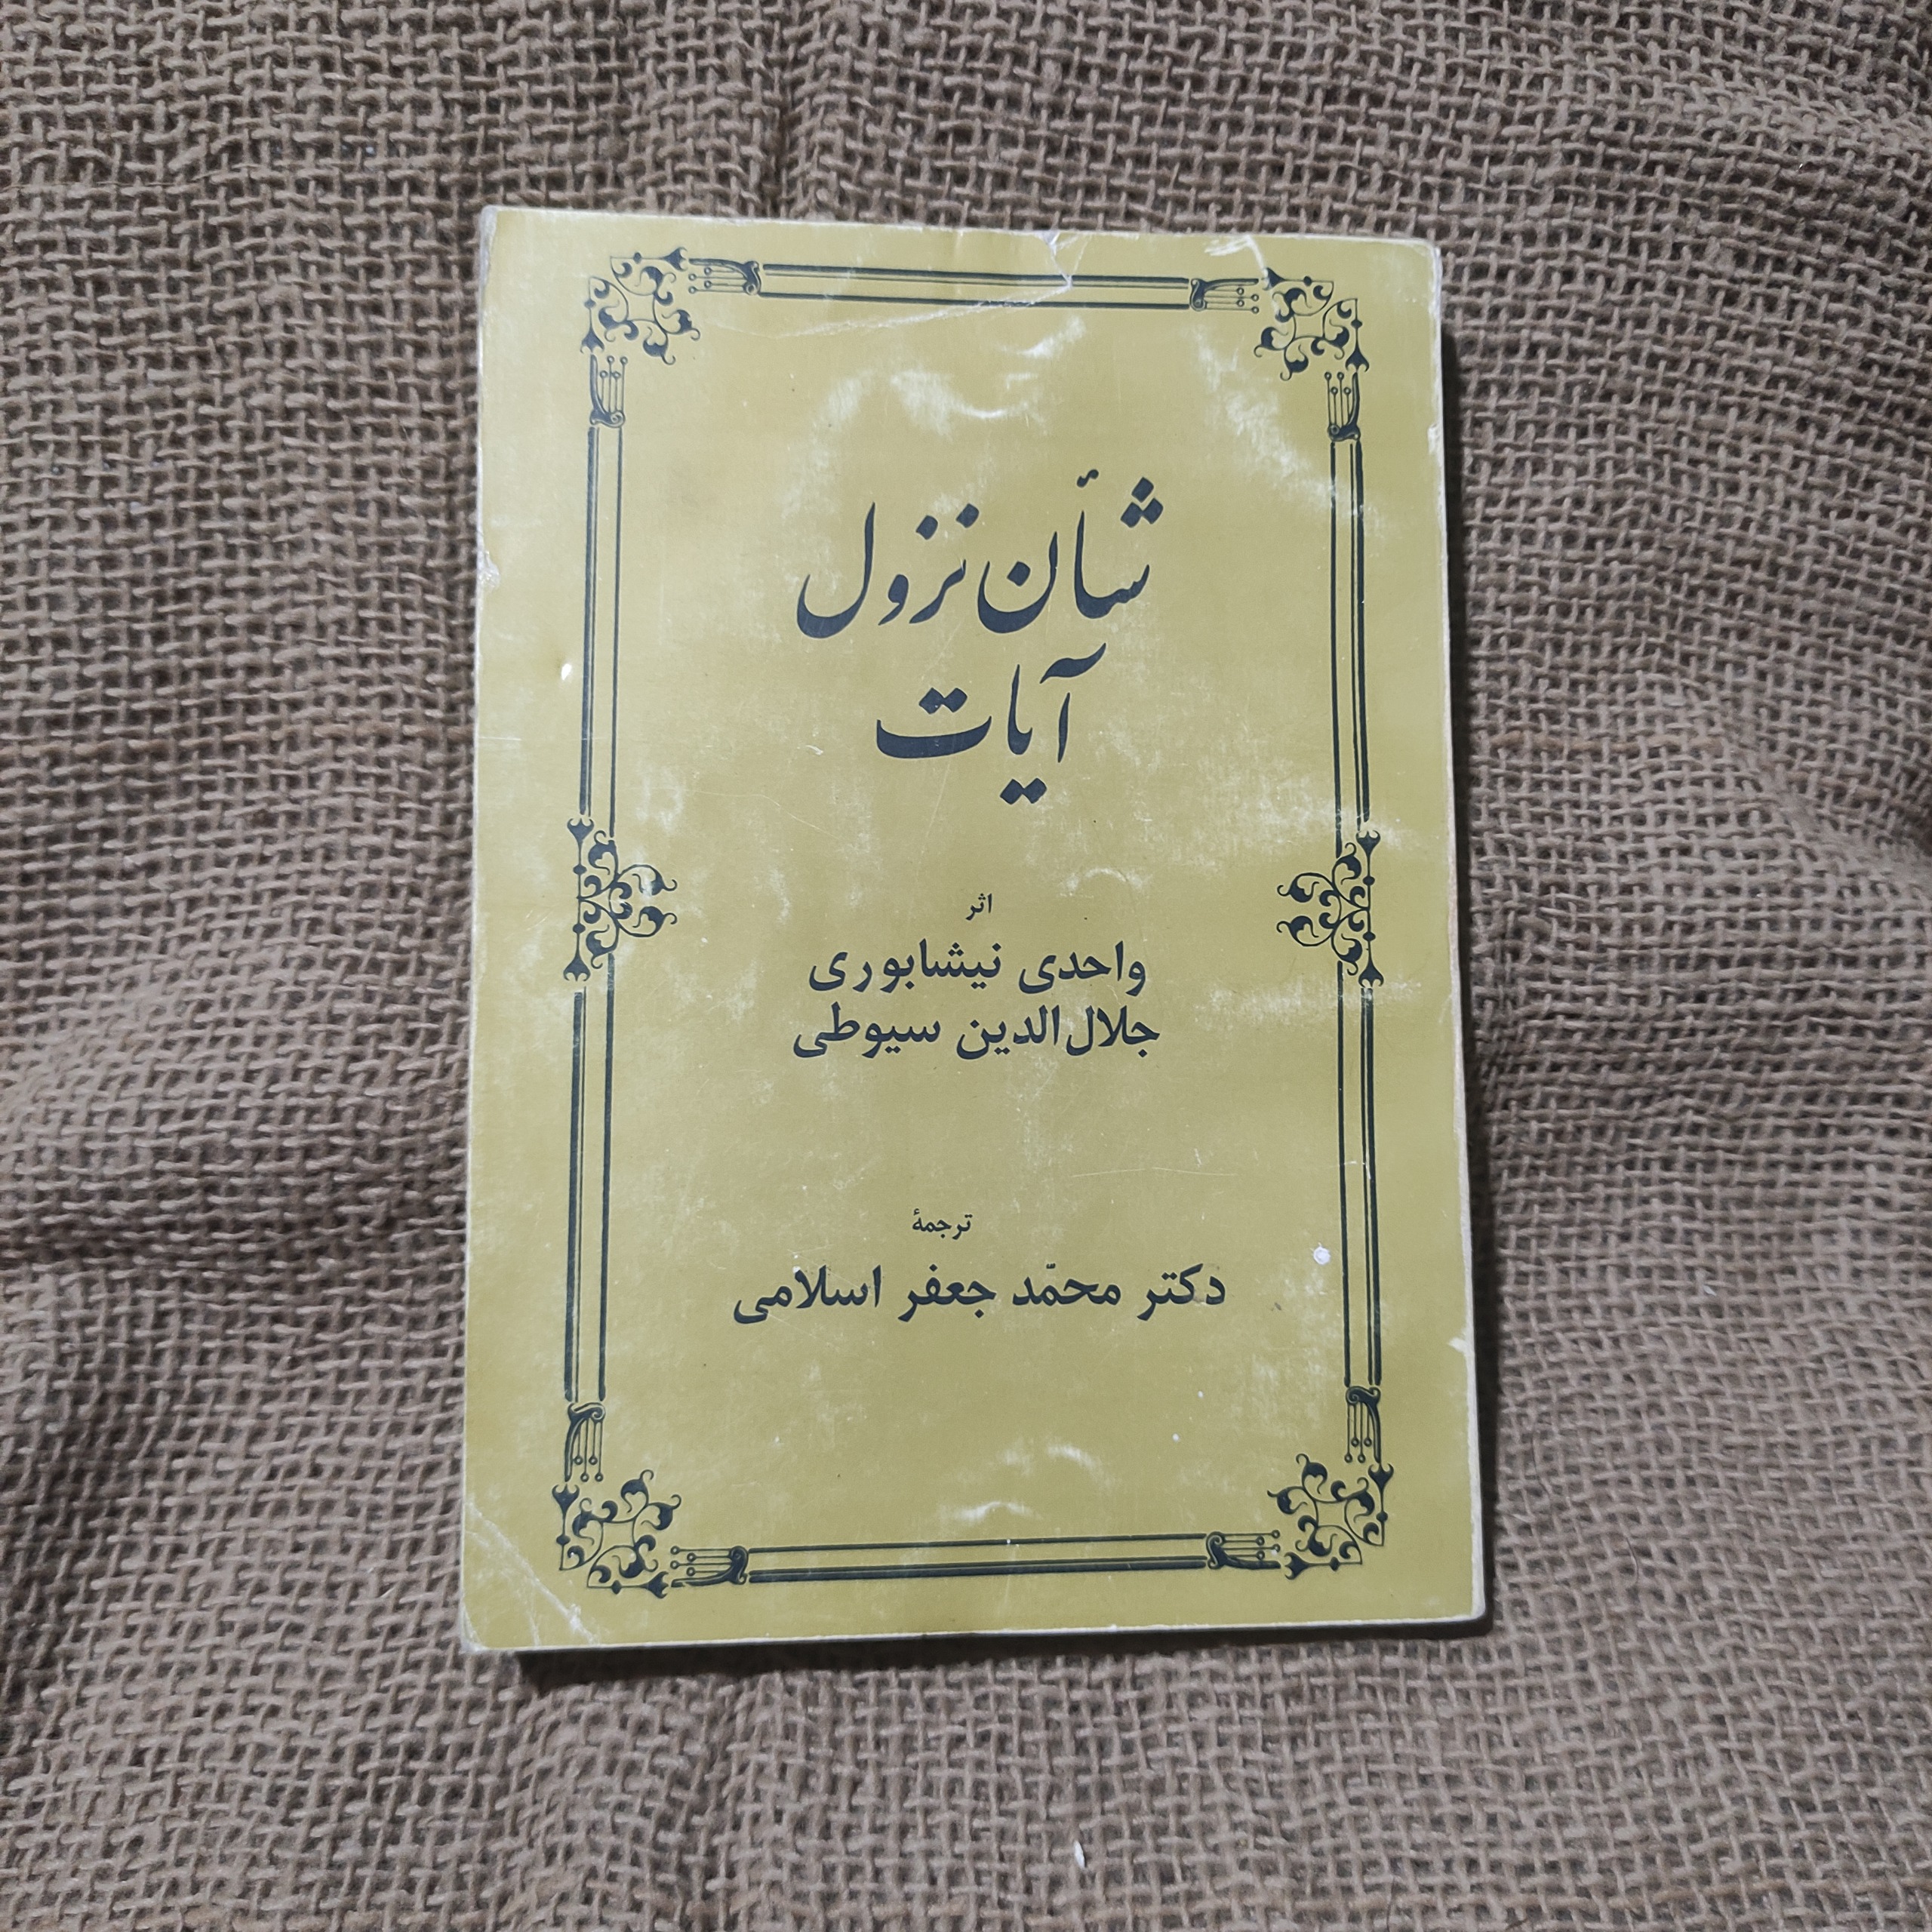 شأن نزول
آیات
اثر
واحدی نیشابوری
جلال‌الدین سیوطی
ترجمهٔ
دکتر محمّد جعفر اسلامی